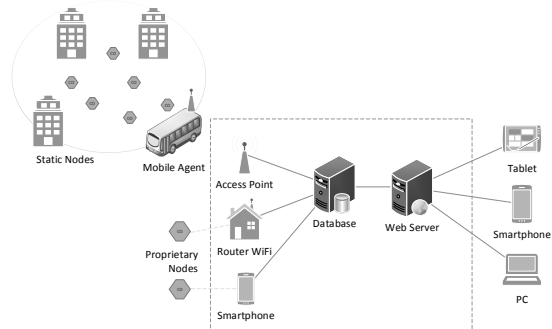 Static Nodes
Mobile Agent
Access Point
Tablet
Database
Web Server
Smartphone
Proprietary
Nodes
Router WiFi
PC
Smartphone